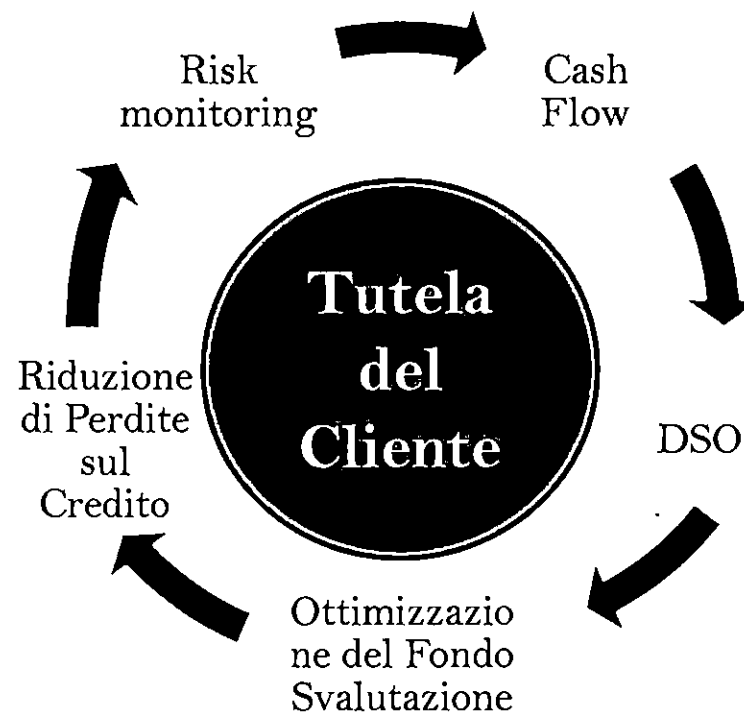 Risk
monitoring
Cash
Flow
Tutela
del
Cliente
DSO
Ottimizzazio
ne del Fondo
Svalutazione
Riduzione
di Perdite
sul
Credito